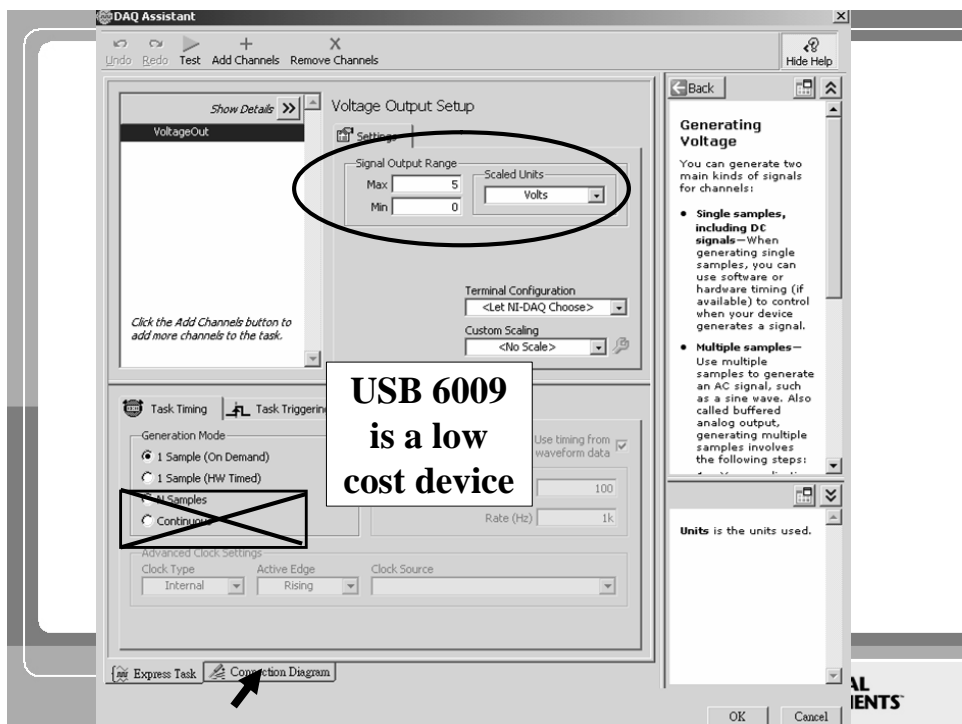 DAQ Assistant
Undo Redo Test Add Channels Remove Channels
Hide Help
Show Details
VoltageOut
Click the Add Channels button to
add more channels to the task.
Voltage Output Setup
Settings
Signal Output Range
Max 5
Min 0
Scaled Units
Volts
Terminal Configuration
<Let NI-DAQ Choose>
Custom Scaling
<No Scale>
USB 6009
is a low
cost device
Task Timing Task Triggering
Generation Mode
1 Sample (On Demand)
1 Sample (HW Timed)
N Samples
Continuous
Use timing from
waveform data
100
Rate (Hz) 1k
Advanced Clock Settings
Clock Type Active Edge Clock Source
Internal Rising
Express Task Connection Diagram
Back
Generating
Voltage
You can generate two
main kinds of signals
for channels:
• Single samples,
including DC
signals—When
generating single
samples, you can
use software or
hardware timing (if
available) to control
when your device
generates a signal.
• Multiple samples—
Use multiple
samples to generate
an AC signal, such
as a sine wave. Also
called buffered
analog output,
generating multiple
samples involves
the following steps:
Units is the units used.
OK Cancel
AL
MENTS